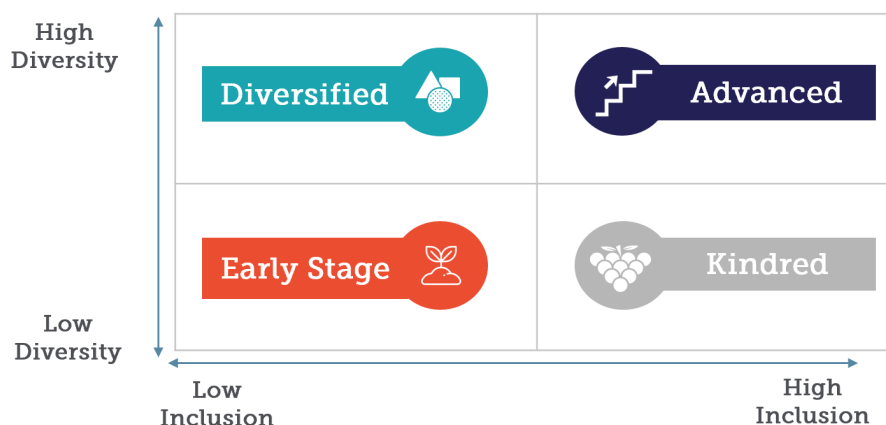 High
Diversity
Diversified
Advanced
Early Stage
Kindred
Low
Diversity
Low
Inclusion
High
Inclusion